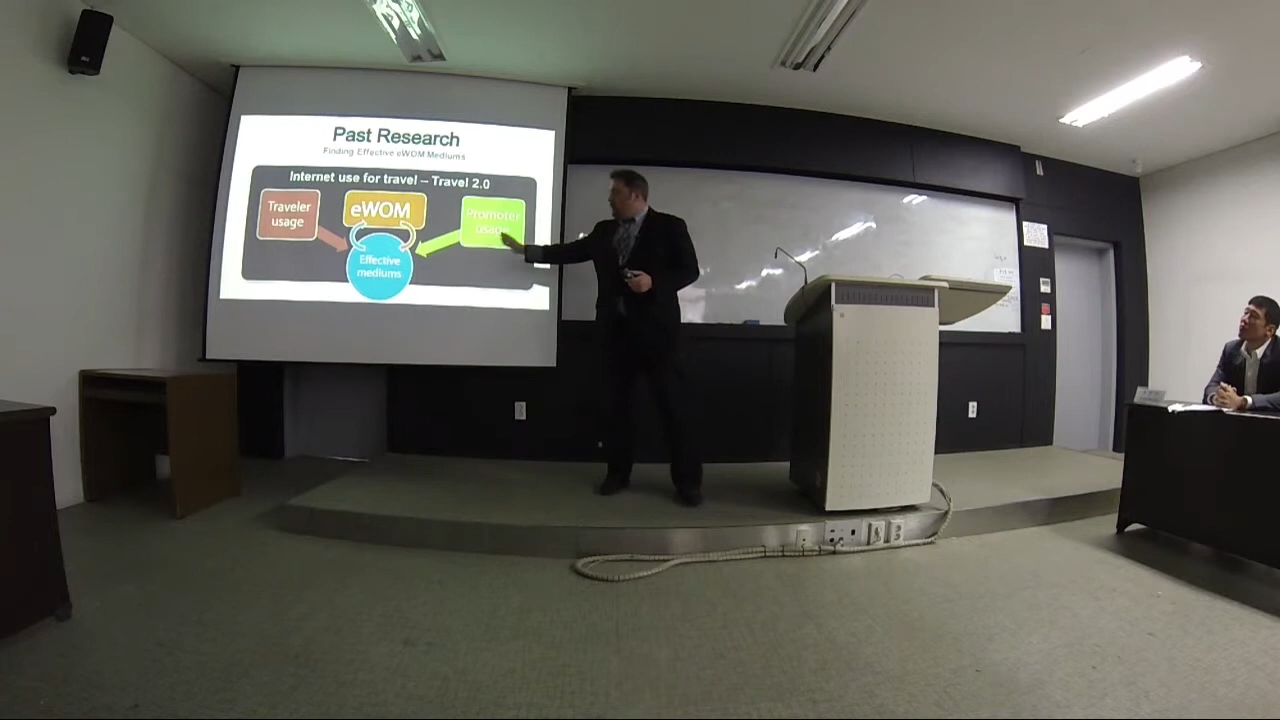 Past Research
Finding Effective eWOM Mediums
Internet use for travel – Travel 2.0
Traveler
usage
eWOM
Promoter
usage
Effective
mediums